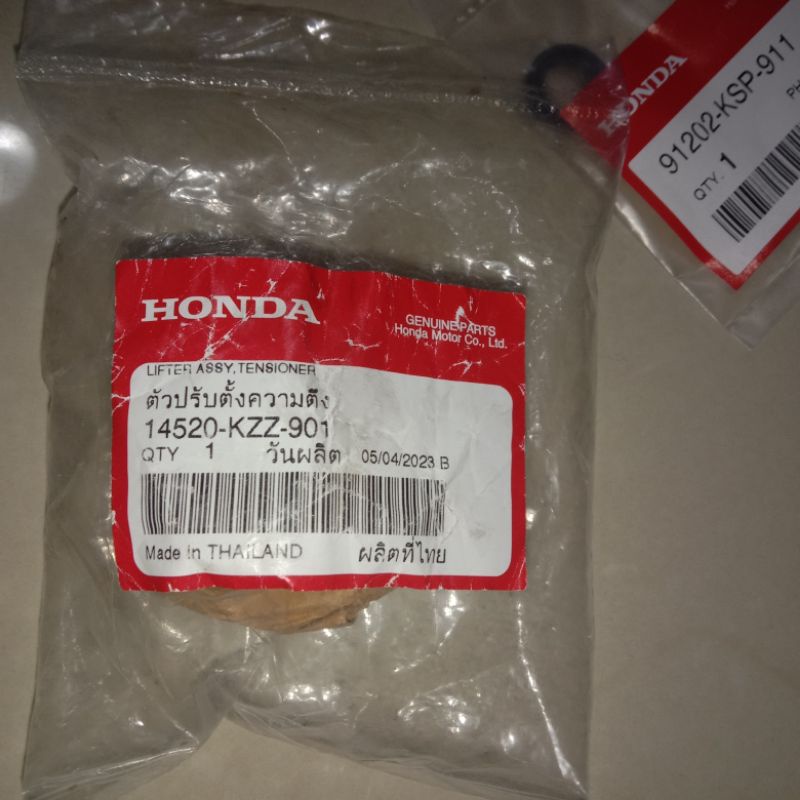 HONDA
GENUINE PARTS
Honda Motor Co., Ltd.
LIFTER ASSY,TENSIONER
ตัวปรับตั้งความตึง
14520-KZZ-901
QTY 1 วันผลิต 05/04/2023 B
Made in THAILAND ผลิตที่ไทย
HONDA
91202-KSP-911
QTY. 1
PH